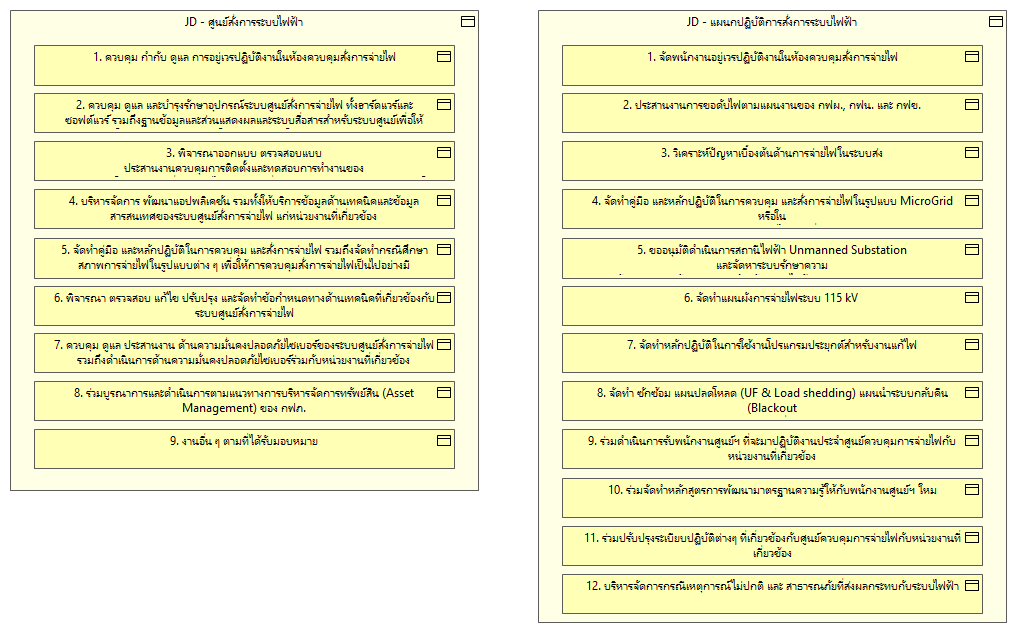 JD - ศูนย์สั่งการระบบไฟฟ้า
1. ควบคุม กำกับ ดูแล การอยู่เวรปฏิบัติงานในห้องควบคุมสั่งการจ่ายไฟ
2. ควบคุม ดูแล และบำรุงรักษาอุปกรณ์ระบบศูนย์สั่งการจ่ายไฟ ทั้งฮาร์ดแวร์และ
ซอฟต์แวร์ รวมถึงฐานข้อมูลและส่วนแสดงผลและระบบสื่อสารสำหรับระบบศูนย์เพื่อให้
3. พิจารณาออกแบบ ตรวจสอบแบบ
ประสานงานควบคุมการติดตั้งและทดสอบการทำงานของ
4. บริหารจัดการ พัฒนาแอปพลิเคชัน รวมทั้งให้บริการข้อมูลด้านเทคนิคและข้อมูล
สารสนเทศของระบบศูนย์สั่งการจ่ายไฟ แก่หน่วยงานที่เกี่ยวข้อง
5. จัดทำคู่มือ และหลักปฏิบัติในการควบคุม และสั่งการจ่ายไฟ รวมถึงจัดทำกรณีศึกษา
สภาพการจ่ายไฟในรูปแบบต่าง ๆ เพื่อให้การควบคุมสั่งการจ่ายไฟเป็นไปอย่างมี
6. พิจารณา ตรวจสอบ แก้ไข ปรับปรุง และจัดทำข้อกำหนดทางด้านเทคนิคที่เกี่ยวข้องกับ
ระบบศูนย์สั่งการจ่ายไฟ
7. ควบคุม ดูแล ประสานงาน ด้านความมั่นคงปลอดภัยไซเบอร์ของระบบศูนย์สั่งการจ่ายไฟ
รวมถึงดำเนินการด้านความมั่นคงปลอดภัยไซเบอร์ร่วมกับหน่วยงานที่เกี่ยวข้อง
8. ร่วมบูรณาการและดำเนินการตามแนวทางการบริหารจัดการทรัพย์สิน (Asset
Management) ของ กฟภ.
9. งานอื่น ๆ ตามที่ได้รับมอบหมาย
JD - แผนกปฏิบัติการสั่งการระบบไฟฟ้า
1. จัดพนักงานอยู่เวรปฏิบัติงานในห้องควบคุมสั่งการจ่ายไฟ
2. ประสานงานการขอดับไฟตามแผนงานของ กฟผ., กฟน. และ กฟข.
3. วิเคราะห์ปัญหาเบื้องต้นด้านการจ่ายไฟในระบบส่ง
4. จัดทำคู่มือ และหลักปฏิบัติในการควบคุม และสั่งการจ่ายไฟในรูปแบบ MicroGrid
หรือใน
5. ขออนุมัติดำเนินการสถานีไฟฟ้า Unmanned Substation
และจัดหาระบบรักษาความ
6. จัดทำแผนผังการจ่ายไฟระบบ 115 kV
7. จัดทำหลักปฏิบัติในการใช้งานโปรแกรมประยุกต์สำหรับงานแก้ไฟ
8. จัดทำ ซักซ้อม แผนปลดโหลด (UF & Load shedding) แผนนำระบบกลับคืน
(Blackout
9. ร่วมดำเนินการรับพนักงานศูนย์ฯ ที่จะมาปฏิบัติงานประจำศูนย์ควบคุมการจ่ายไฟกับ
หน่วยงานที่เกี่ยวข้อง
10. ร่วมจัดทำหลักสูตรการพัฒนามาตรฐานความรู้ให้กับพนักงานศูนย์ฯ ใหม่
11. ร่วมปรับปรุงระเบียบปฏิบัติต่างๆ ที่เกี่ยวข้องกับศูนย์ควบคุมการจ่ายไฟกับหน่วยงานที่
เกี่ยวข้อง
12. บริหารจัดการกรณีเหตุการณ์ไม่ปกติ และ สาธารณภัยที่ส่งผลกระทบกับระบบไฟฟ้า